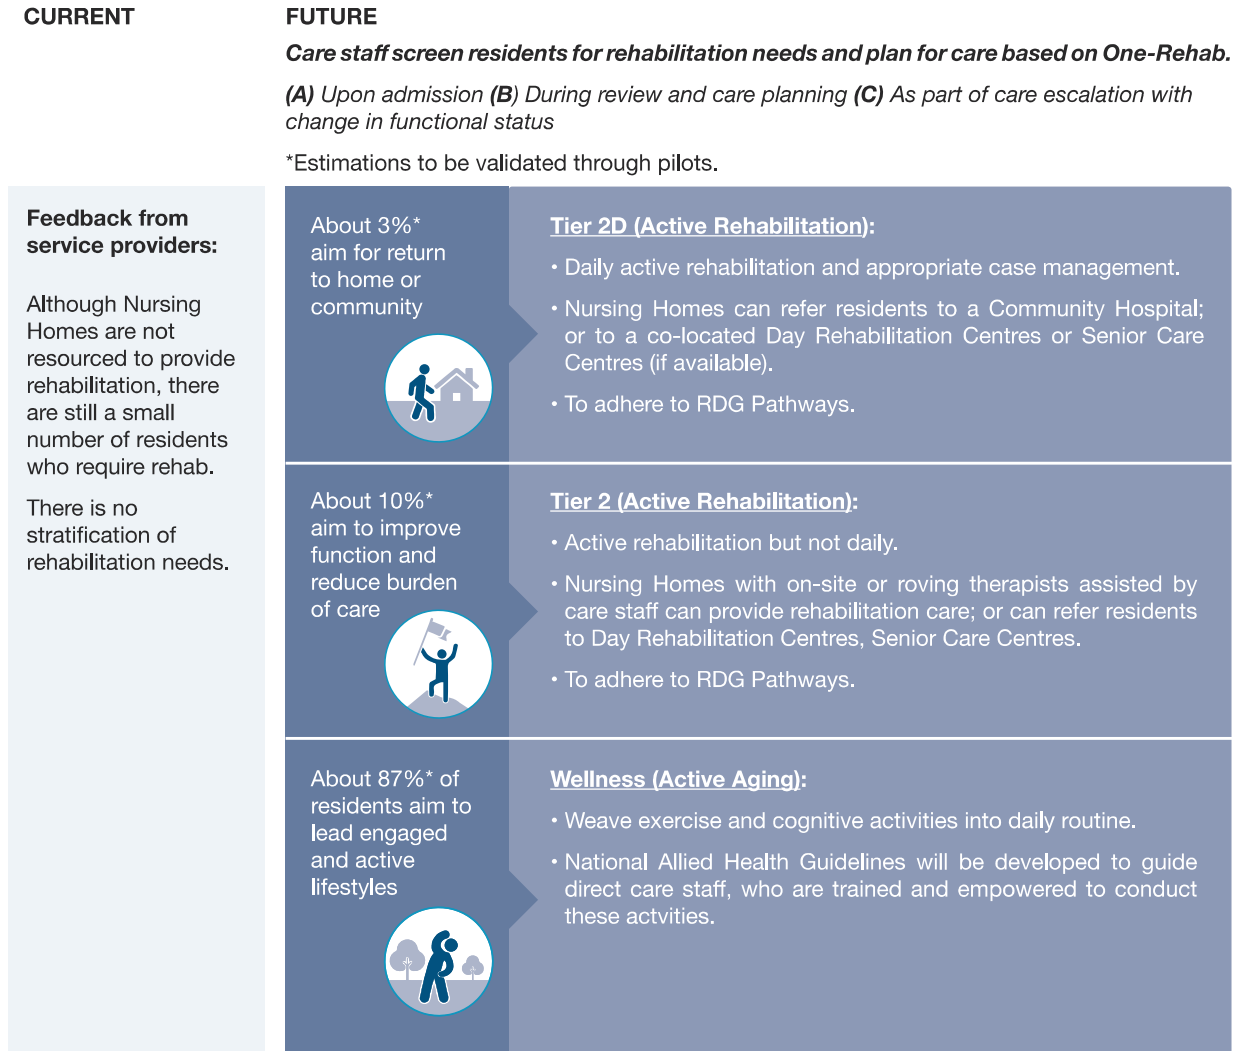 CURRENT
FUTURE
Care staff screen residents for rehabilitation needs and plan for care based on One-Rehab.
(A) Upon admission (B) During review and care planning (C) As part of care escalation with
change in functional status
*Estimations to be validated through pilots.
Feedback from
service providers:
Although Nursing
Homes are not
resourced to provide
rehabilitation, there
are still a small
number of residents
who require rehab.
There is no
stratification of
rehabilitation needs.
About 3%*
aim for return
to home or
community
Tier 2D (Active Rehabilitation):
• Daily active rehabilitation and appropriate case management.
• Nursing Homes can refer residents to a Community Hospital;
or to a co-located Day Rehabilitation Centres or Senior Care
Centres (if available).
• To adhere to RDG Pathways.
About 10%*
aim to improve
function and
reduce burden
of care
Tier 2 (Active Rehabilitation):
• Active rehabilitation but not daily.
• Nursing Homes with on-site or roving therapists assisted by
care staff can provide rehabilitation care; or can refer residents
to Day Rehabilitation Centres, Senior Care Centres.
• To adhere to RDG Pathways.
About 87%* of
residents aim to
lead engaged
and active
lifestyles
Wellness (Active Aging):
• Weave exercise and cognitive activities into daily routine.
• National Allied Health Guidelines will be developed to guide
direct care staff, who are trained and empowered to conduct
these actvities.